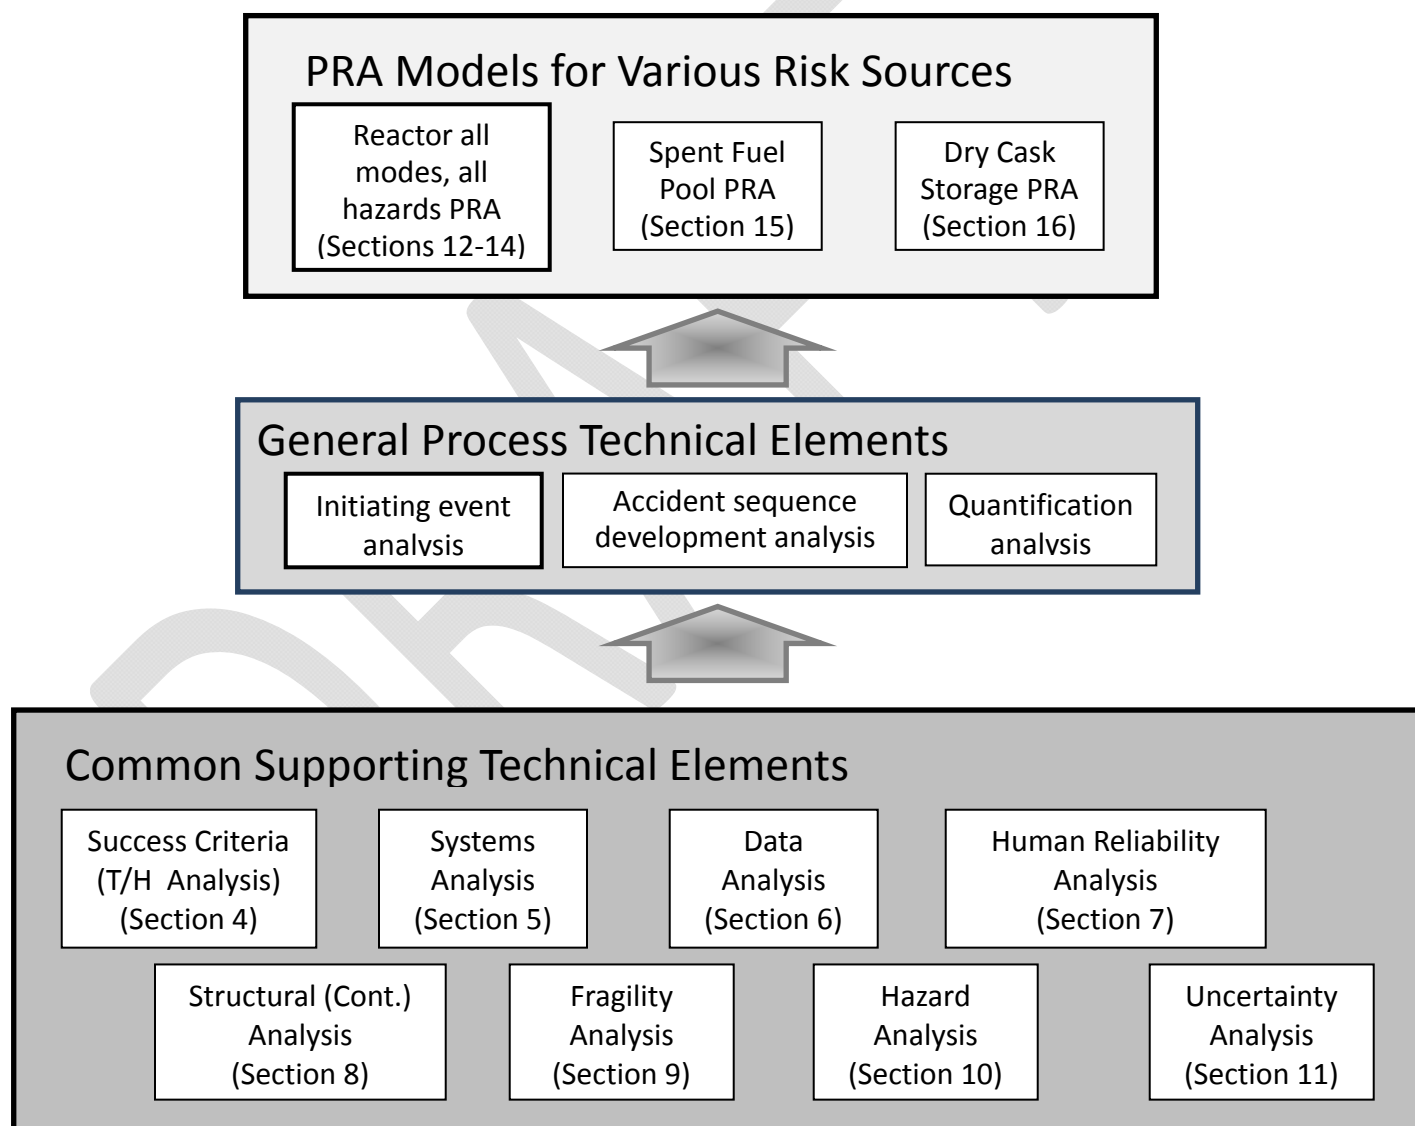 PRA Models for Various Risk Sources
Reactor all
modes, all
hazards PRA
(Sections 12-14)
Spent Fuel
Pool PRA
(Section 15)
Dry Cask
Storage PRA
(Section 16)
General Process Technical Elements
Initiating event
analysis
Accident sequence
development analysis
Quantification
analysis
Common Supporting Technical Elements
Success Criteria
(T/H Analysis)
(Section 4)
Systems
Analysis
(Section 5)
Data
Analysis
(Section 6)
Human Reliability
Analysis
(Section 7)
Structural (Cont.)
Analysis
(Section 8)
Fragility
Analysis
(Section 9)
Hazard
Analysis
(Section 10)
Uncertainty
Analysis
(Section 11)